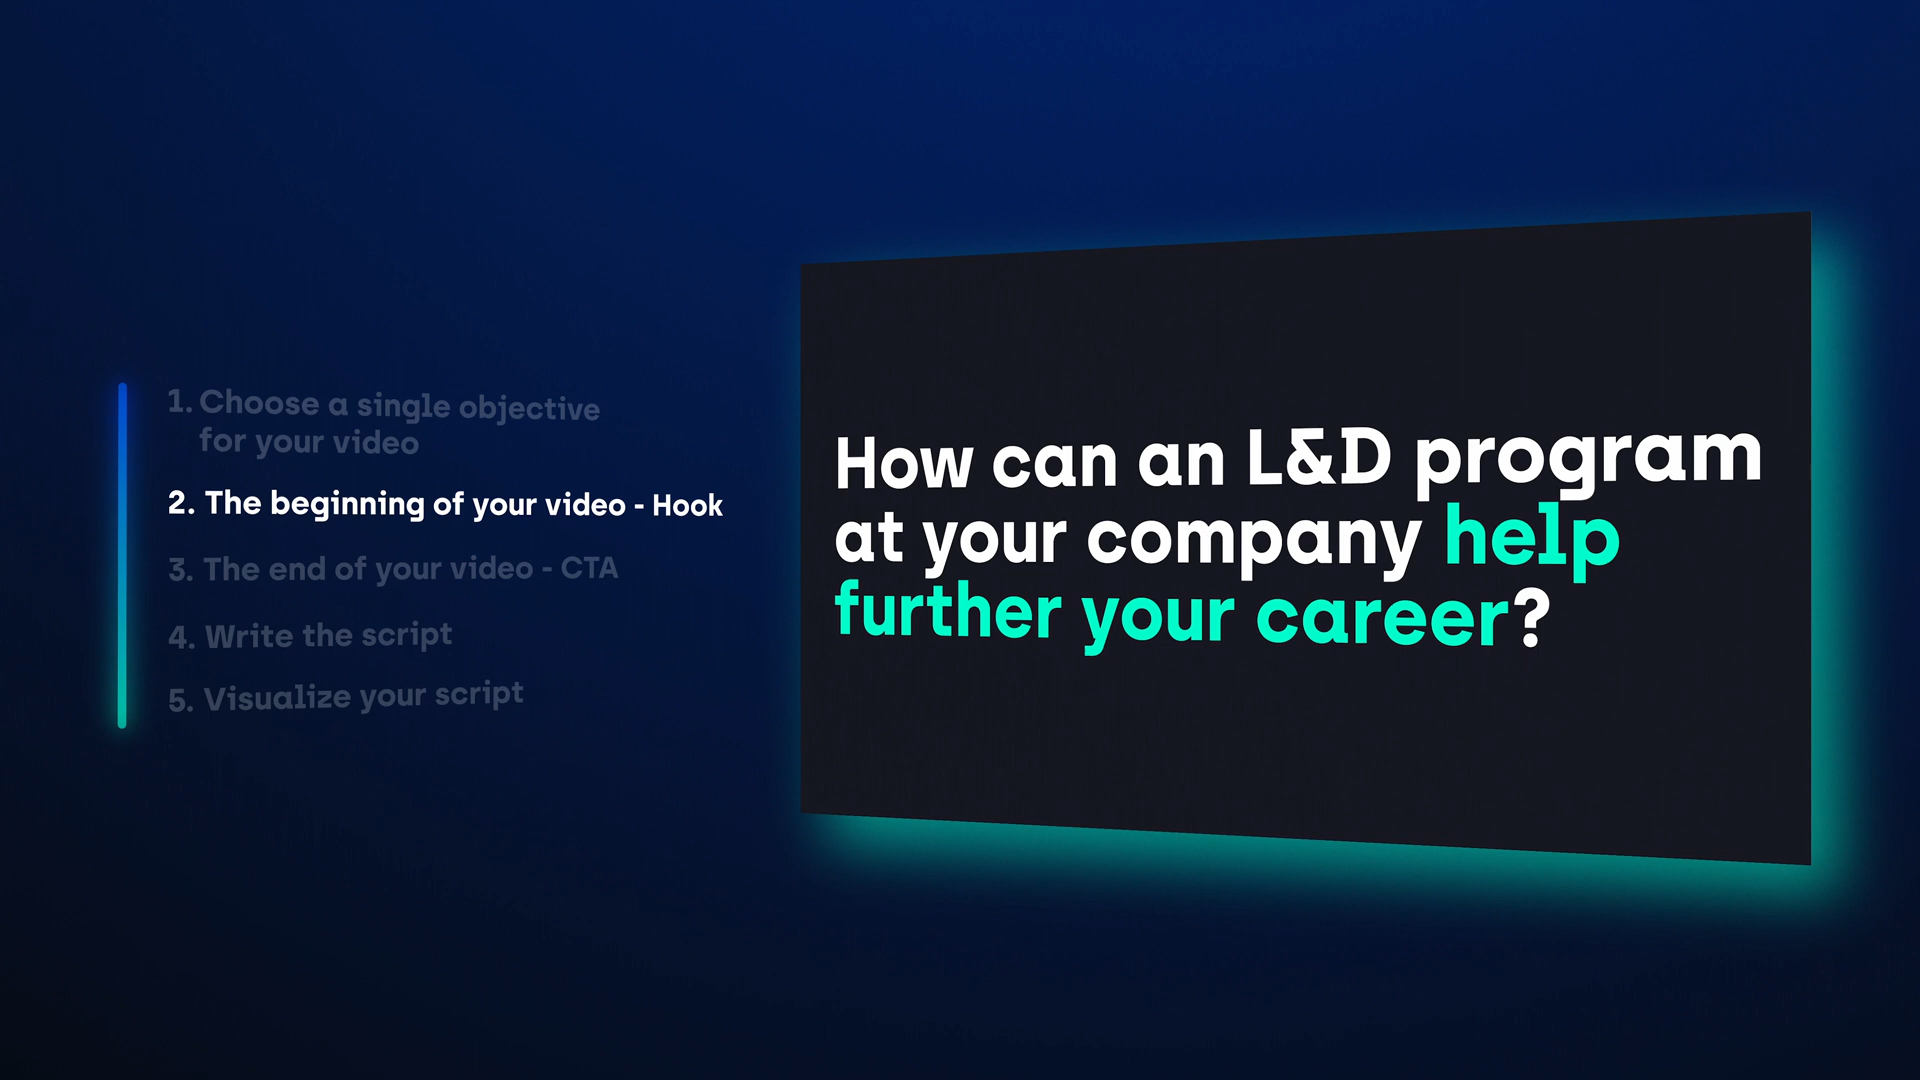 1. Choose a single objective
for your video
2. The beginning of your video - Hook
3. The end of your video - CTA
4. Write the script
5. Visualize your script
How can an L&D program
at your company help
further your career?